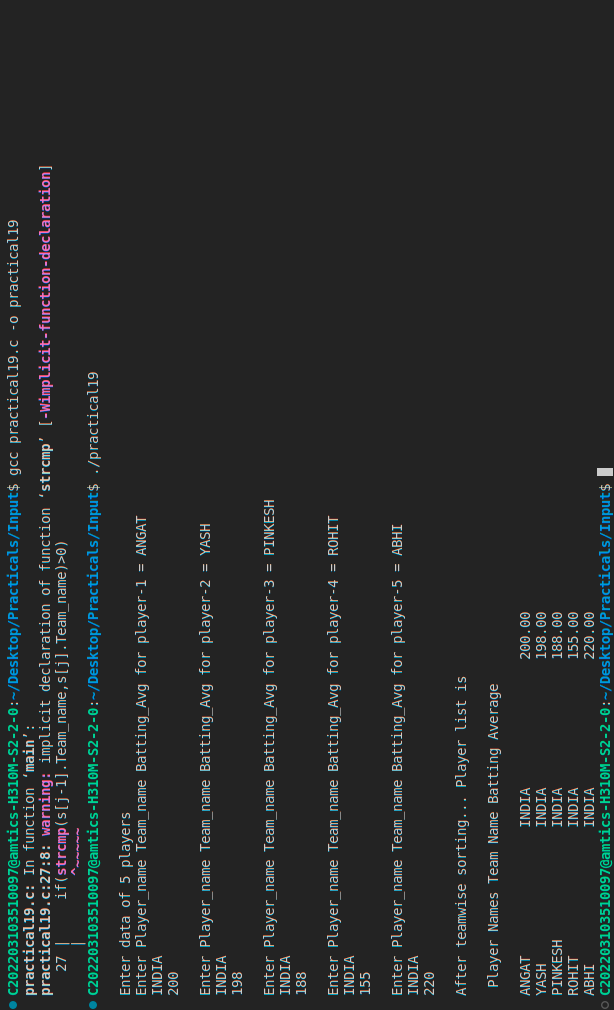 C202203103510097@amtics-H310M-S2-2-0:~/Desktop/Practicals/Input$ gcc practical19.c -o practical19
practical19.c: In function ‘main’:
practical19.c:27:8: warning: implicit declaration of function ‘strcmp’ [-Wimplicit-function-declaration]
27 | if(strcmp(s[j-1].Team_name,s[j].Team_name)>0)
| ^~~~~~
C202203103510097@amtics-H310M-S2-2-0:~/Desktop/Practicals/Input$ ./practical19
Enter data of 5 players
Enter Player_name Team_name Batting_Avg for player-1 = ANGAT
INDIA
200
Enter Player_name Team_name Batting_Avg for player-2 = YASH
INDIA
198
Enter Player_name Team_name Batting_Avg for player-3 = PINKESH
INDIA
188
Enter Player_name Team_name Batting_Avg for player-4 = ROHIT
INDIA
155
Enter Player_name Team_name Batting_Avg for player-5 = ABHI
INDIA
220
After teamwise sorting... Player list is
Player Names Team Name Batting Average
ANGAT INDIA 200.00
YASH INDIA 198.00
PINKESH INDIA 188.00
ROHIT INDIA 155.00
ABHI INDIA 220.00
C202203103510097@amtics-H310M-S2-2-0:~/Desktop/Practicals/Input$